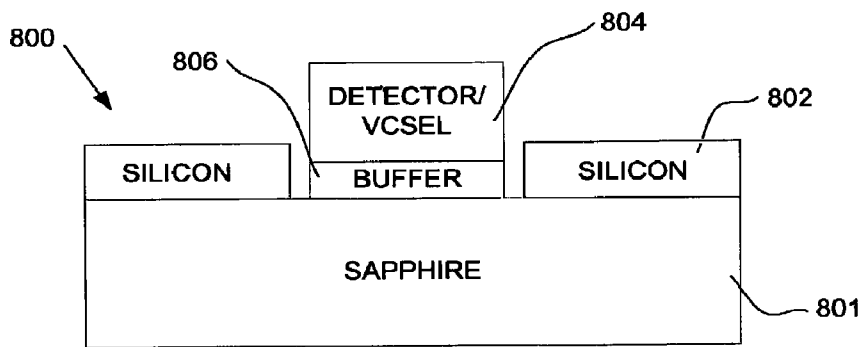 800
806
804
802
DETECTOR/
VCSEL
SILICON
BUFFER
SILICON
SAPPHIRE
801